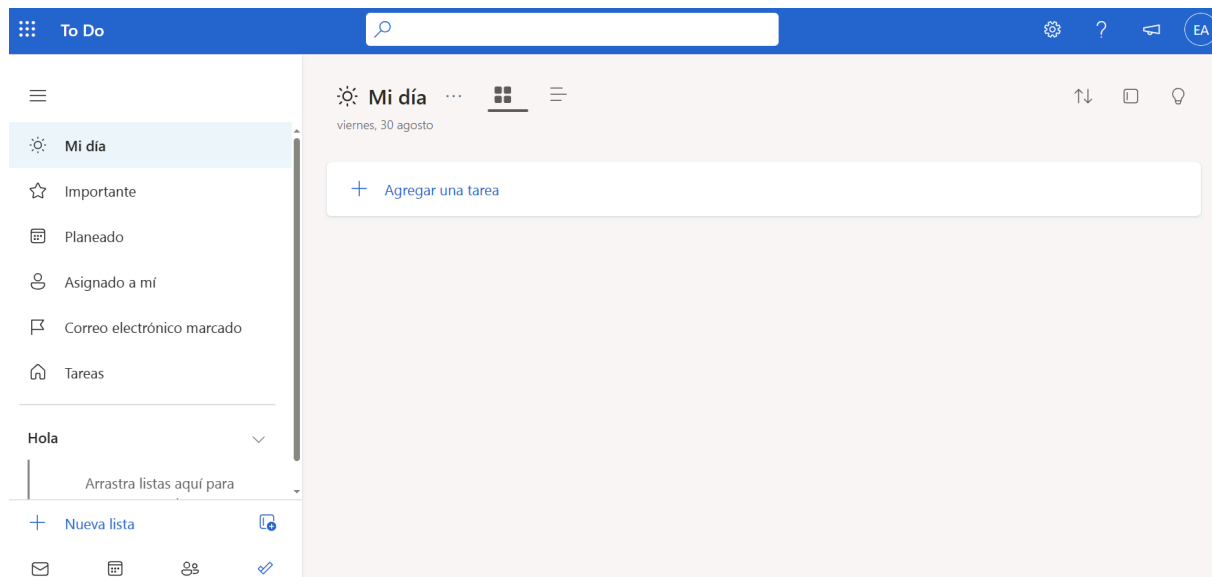 To Do
EA
Mi día
viernes, 30 agosto
Mi día
Importante
Planeado
Asignado a mí
Correo electrónico marcado
Tareas
Hola
Arrastra listas aquí para
Nueva lista
Agregar una tarea